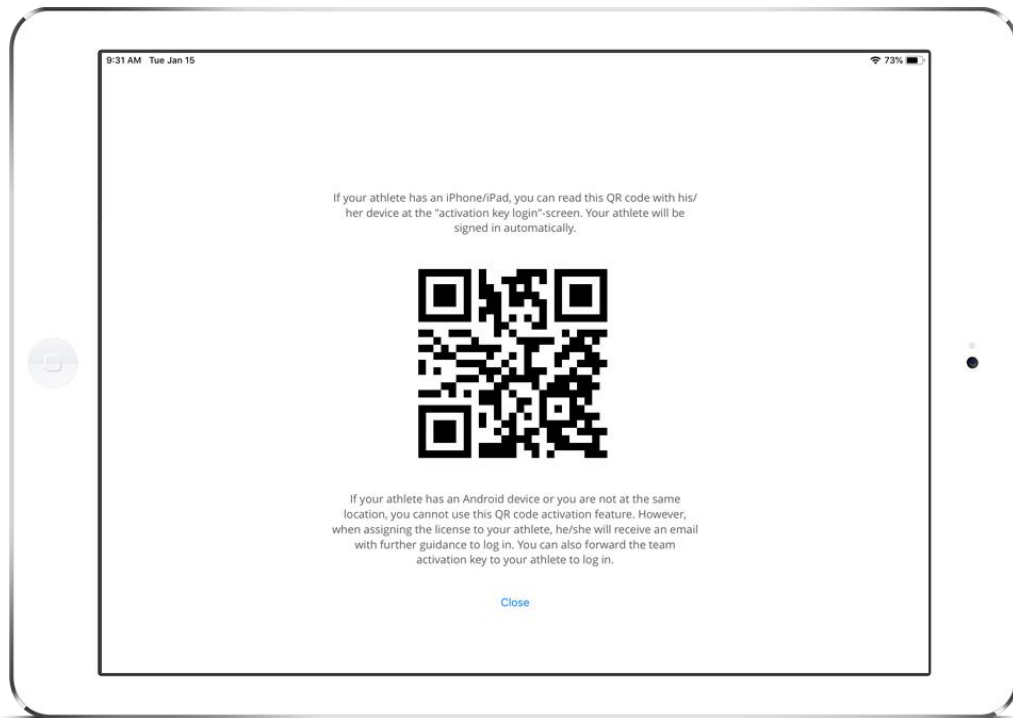 9:31 AM Tue Jan 15
73%
If your athlete has an iPhone/iPad, you can read this QR code with his/
her device at the "activation key login"-screen. Your athlete will be
signed in automatically.
If your athlete has an Android device or you are not at the same
location, you cannot use this QR code activation feature. However,
when assigning the license to your athlete, he/she will receive an email
with further guidance to log in. You can also forward the team
activation key to your athlete to log in.
Close